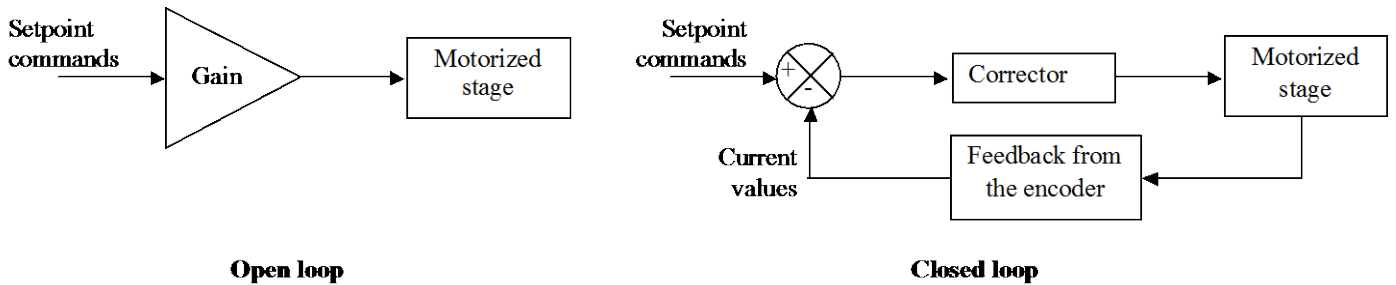 Setpoint
commands
Gain
Motorized
stage
Open loop
Setpoint
commands
+
-
Corrector
Motorized
stage
Current
values
Feedback from
the encoder
Closed loop